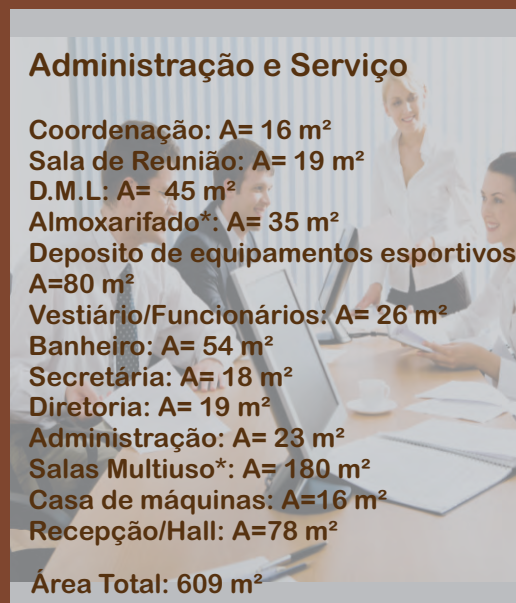 Administração e Serviço
Coordenação: A= 16 m²
Sala de Reunião: A= 19 m²
D.M.L: A=  45 m²
Almoxarifado*: A= 35 m²
Deposito de equipamentos esportivos
A=80 m²
Vestiário/Funcionários: A= 26 m²
Banheiro: A= 54 m²
Secretária: A= 18 m²
Diretoria: A= 19 m²
Administração: A= 23 m²
Salas Multiuso*: A= 180 m²
Casa de máquinas: A=16 m²
Recepção/Hall: A=78 m²
Área Total: 609 m²